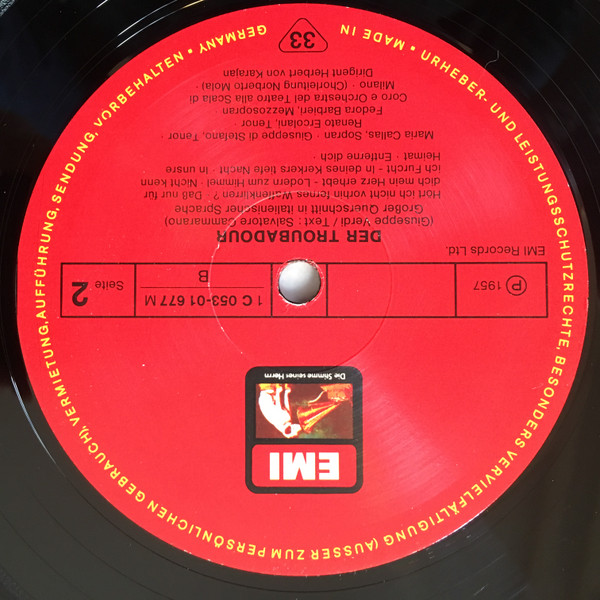 EMI
Die Stimme seines Herrn
℗ 1957
1 C 053-01 677 M
B
Seite 2
EMI Records Ltd.
DER TROUBADOUR
(Giuseppe Verdi / Text: Salvatore Sammarano)
Großer Querschnitt in italienischer Sprache
Hört ich nicht vorhin fernes Waffenklirren ?: Daß nur für
dich mein Herz erhebt - Lodern zum Himmel · Nicht kenn
ich Furcht - In deines Kerkers tiefe Nacht · In unsre
Heimat · Entferne dich
Maria Callas, Sopran · Giuseppe di Stefano, Tenor ·
Renato Ercolani, Tenor ·
Fedora Barbieri, Mezzosopran
Coro e Orchestra del Teatro alla Scala di
Milano · (Chorleitung Norberto Mola)
Dirigent Herbert von Karajan
33
MADE IN GERMANY • URHEBER- UND LEISTUNGSSCHUTZRECHTE, BESONDERS VERVIELFÄLTIGUNG (AUSSER ZUM PERSÖNLICHEN GEBRAUCH), VERMIETUNG, AUFFÜHRUNG, SENDUNG, VORBEHALTEN •